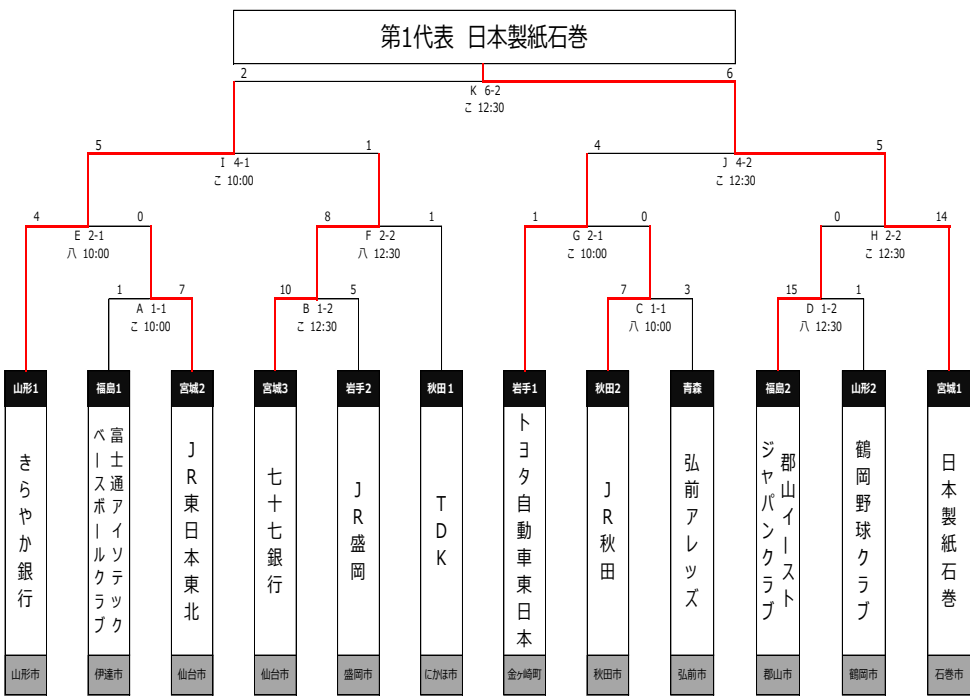 第1代表 日本製紙石巻
2 6
K 6-2
こ 12:30
5 1 4 5
I 4-1 J 4-2
こ 10:00 こ 12:30
4 0 8 1 1 0 0 14
E 2-1 F 2-2 G 2-1 H 2-2
八 10:00 八 12:30 こ 10:00 こ 12:30
1 7 10 5 7 3 15 1
A 1-1 B 1-2 C 1-1 D 1-2
こ 10:00 こ 12:30 八 10:00 八 12:30
山形1 福島1 宮城2 宮城3 岩手2 秋田1 岩手1 秋田2 青森 福島2 山形2 宮城1
きらやか銀行
富士通アイソテック
ベースボールクラブ
JR東日本東北
七十七銀行
JR盛岡
TDK
トヨタ自動車東日本
JR秋田
弘前アレッズ
郡山イースト
ジャパンクラブ
鶴岡野球クラブ
日本製紙石巻
山形市 伊達市 仙台市 仙台市 盛岡市 にかほ市 金ヶ崎町 秋田市 弘前市 郡山市 鶴岡市 石巻市